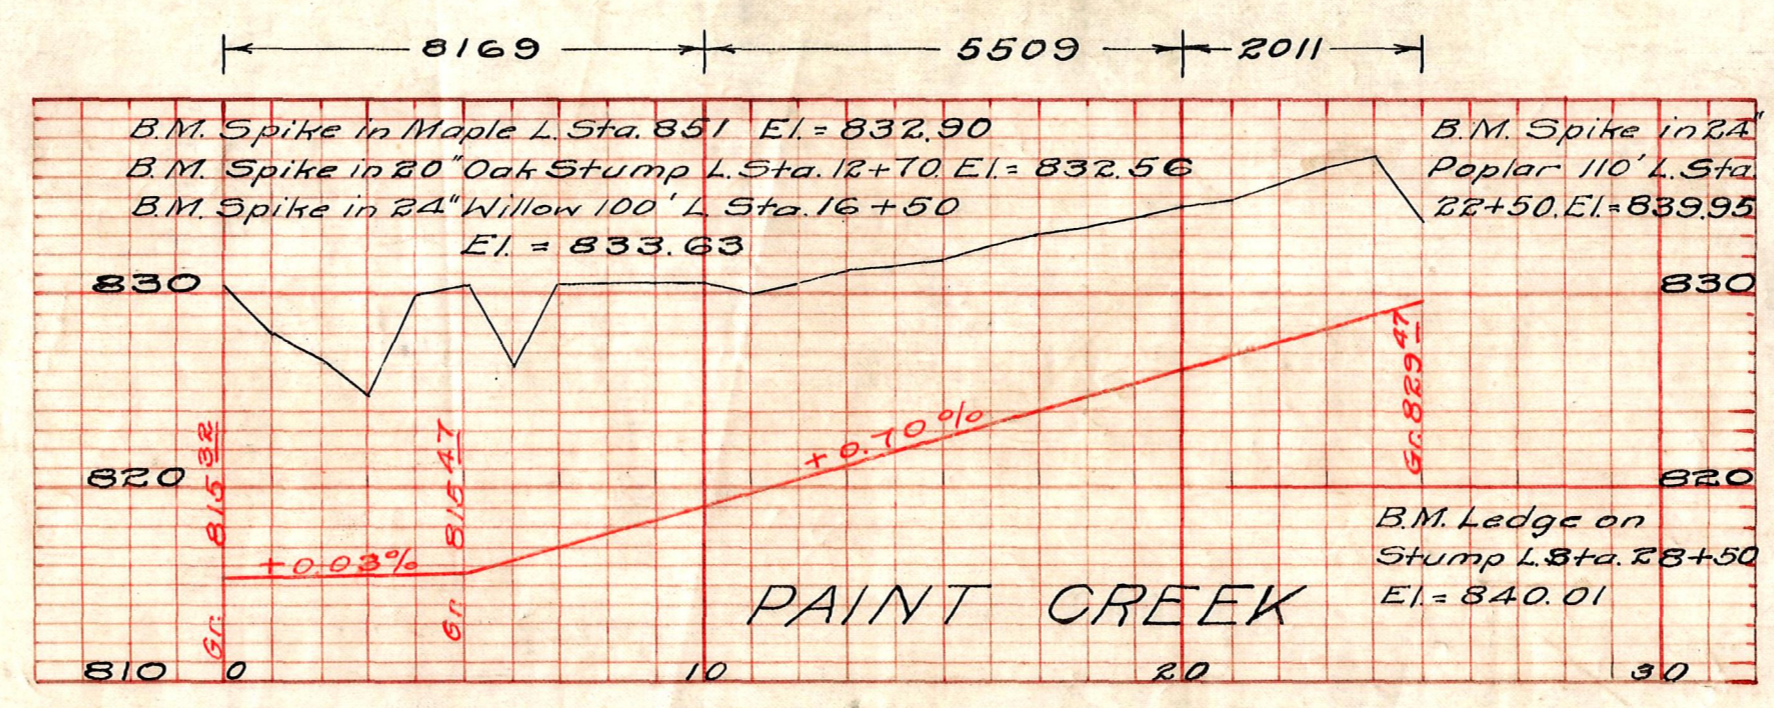 8169 5509 2011
B.M. Spike in Maple L. Sta. 851 El. = 832.90
B.M. Spike in 20" Oak Stump L. Sta. 12+70. El. = 832.56
B.M. Spike in 24" Willow 100' L. Sta. 16+50
El. = 833.63
B.M. Spike in 24"
Poplar 110' L. Sta.
22+50. El. = 839.95
830 830
820 820
Gr. 815 32
+0.03%
Gr. 815 47
+0.70%
Gr. 829 47
B.M. Ledge on
Stump L. Sta. 28+50
El. = 840.01
PAINT CREEK
810 0 10 20 30